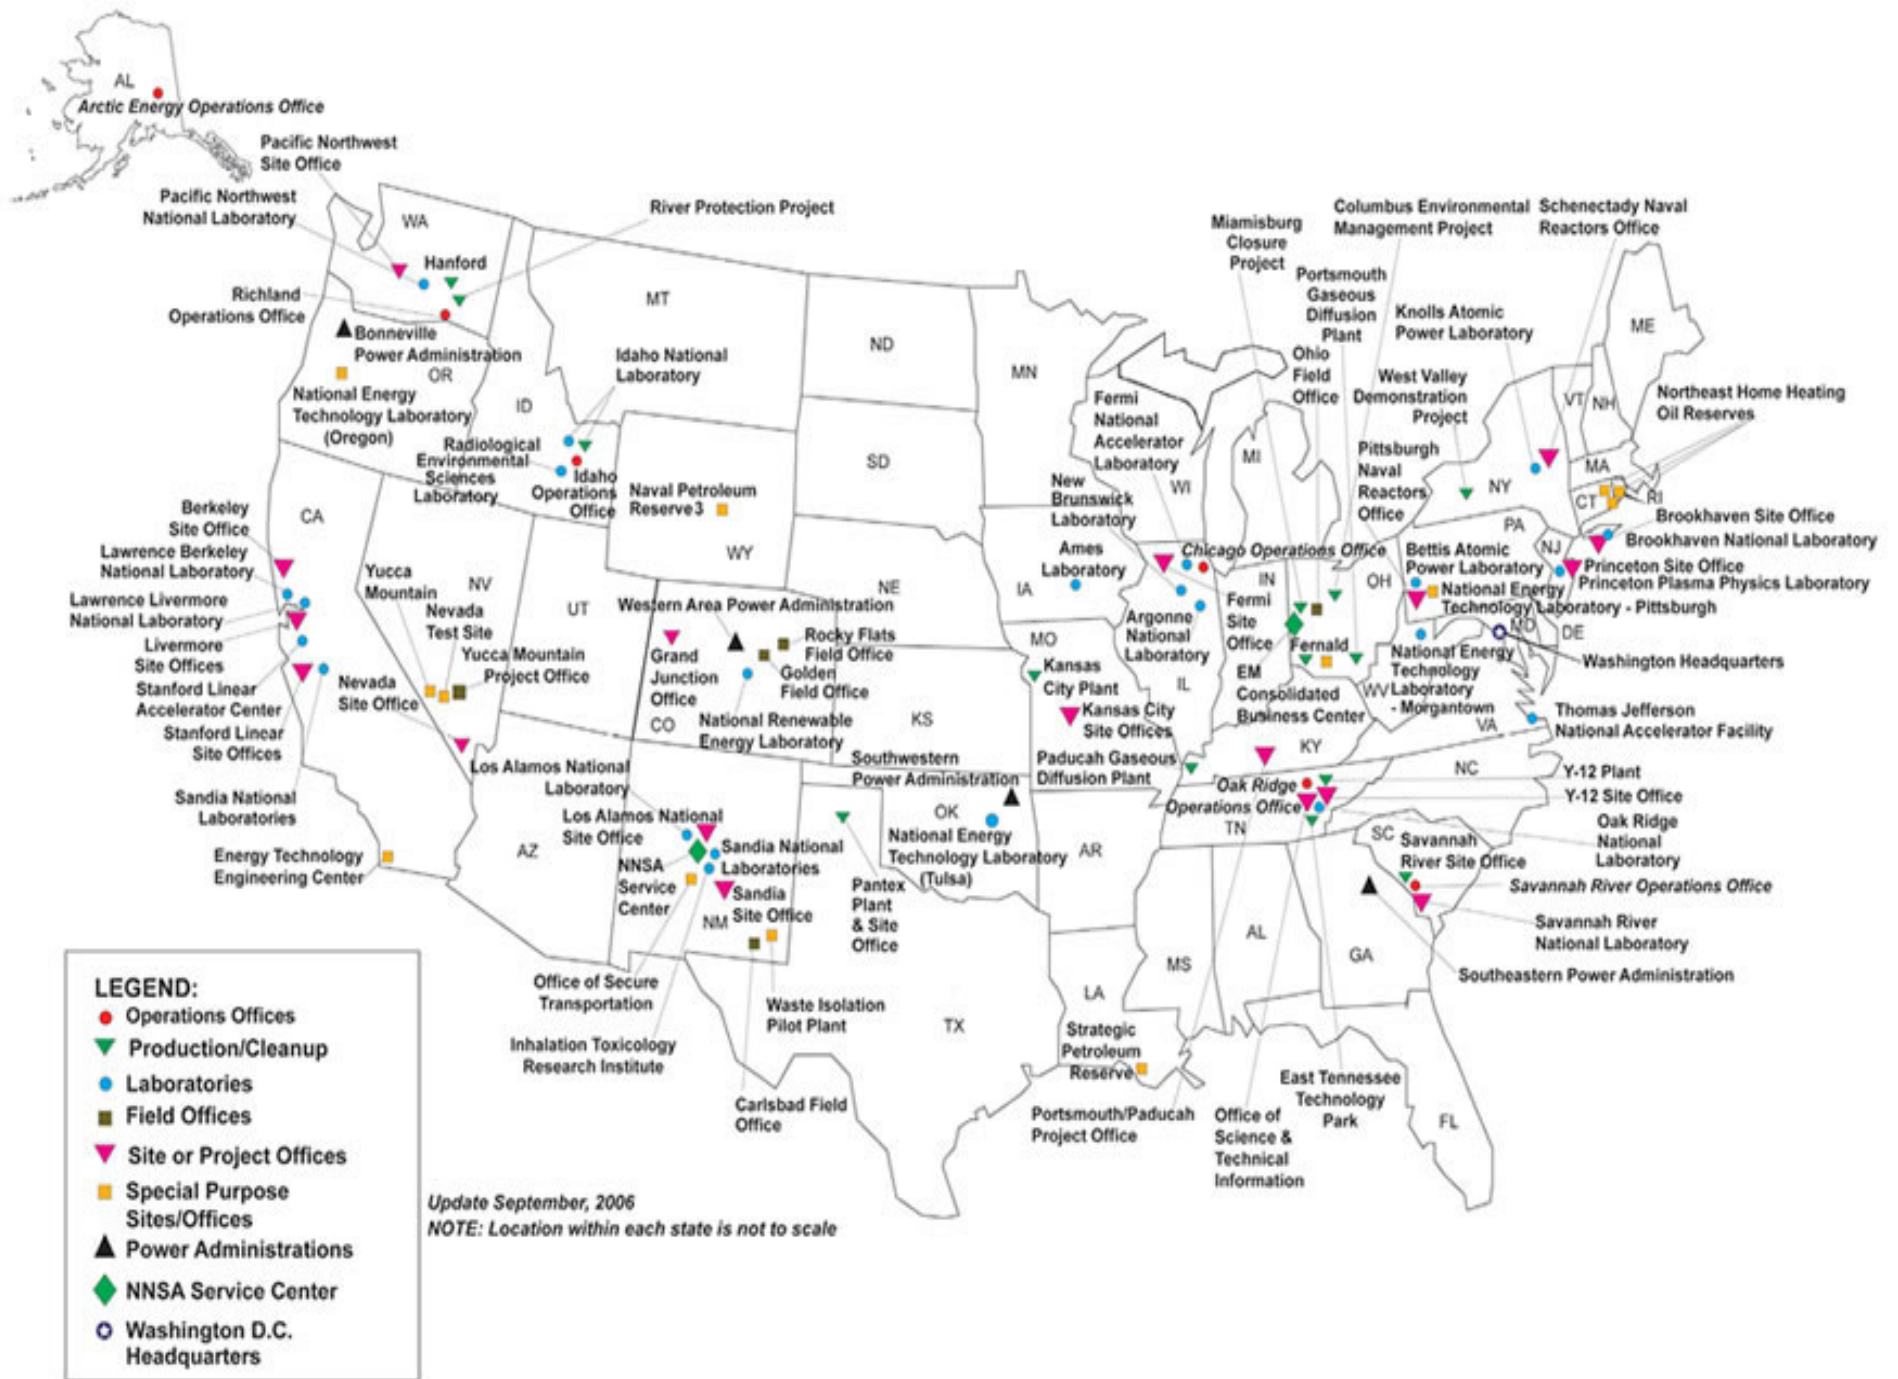 AL
Arctic Energy Operations Office
Pacific Northwest
Site Office
Pacific Northwest
National Laboratory
WA
Hanford
River Protection Project
Richland
Operations Office
Bonneville
Power Administration
OR
National Energy
Technology Laboratory
(Oregon)
Idaho National
Laboratory
ID
Radiological
Environmental
Sciences
Laboratory
Idaho
Operations
Office
MT
ND
SD
MN
Naval Petroleum
Reserve 3
WY
NE
CA
NV
UT
Berkeley
Site Office
Lawrence Berkeley
National Laboratory
Lawrence Livermore
National Laboratory
Livermore
Site Offices
Stanford Linear
Accelerator Center
Stanford Linear
Site Offices
Sandia National
Laboratories
Energy Technology
Engineering Center
Yucca
Mountain
Nevada
Test Site
Yucca Mountain
Project Office
Nevada
Site Office
Western Area Power Administration
Grand
Junction
Office
CO
Rocky Flats
Field Office
Golden
Field Office
National Renewable
Energy Laboratory
KS
Los Alamos National
Laboratory
Los Alamos National
Site Office
NNSA
Service
Center
Sandia National
Laboratories
Sandia
Site Office
NM
AZ
Office of Secure
Transportation
Inhalation Toxicology
Research Institute
Waste Isolation
Pilot Plant
Carlsbad Field
Office
Pantex
Plant
& Site
Office
TX
Southwestern
Power Administration
OK
National Energy
Technology Laboratory
(Tulsa)
AR
LA
Strategic
Petroleum
Reserve
MS
AL
GA
FL
Ames
Laboratory
IA
MO
Kansas
City Plant
Kansas City
Site Offices
Paducah Gaseous
Diffusion Plant
Fermi
National
Accelerator
Laboratory
New
Brunswick
Laboratory
WI
MI
Chicago Operations Office
Argonne
National
Laboratory
IL
Fermi
Site
Office
IN
OH
EM
Consolidated
Business Center
Fernald
Miamisburg
Closure
Project
Columbus Environmental
Management Project
Portsmouth
Gaseous
Diffusion
Plant
Ohio
Field
Office
Schenectady Naval
Reactors Office
Knolls Atomic
Power Laboratory
West Valley
Demonstration
Project
Pittsburgh
Naval
Reactors
Office
ME
VT
NH
MA
CT
RI
NY
PA
NJ
Northeast Home Heating
Oil Reserves
Brookhaven Site Office
Brookhaven National Laboratory
Princeton Site Office
Princeton Plasma Physics Laboratory
Bettis Atomic
Power Laboratory
National Energy
Technology Laboratory - Pittsburgh
MD
DE
Washington Headquarters
National Energy
Technology
Laboratory
- Morgantown
WV
VA
Thomas Jefferson
National Accelerator Facility
KY
NC
Oak Ridge
Operations Office
TN
Y-12 Plant
Y-12 Site Office
Oak Ridge
National
Laboratory
SC
Savannah
River Site Office
Savannah River Operations Office
Savannah River
National Laboratory
Southeastern Power Administration
Portsmouth/Paducah
Project Office
Office of
Science &
Technical
Information
East Tennessee
Technology
Park
LEGEND:
Operations Offices
Production/Cleanup
Laboratories
Field Offices
Site or Project Offices
Special Purpose
Sites/Offices
Power Administrations
NNSA Service Center
Washington D.C.
Headquarters
Update September, 2006
NOTE: Location within each state is not to scale